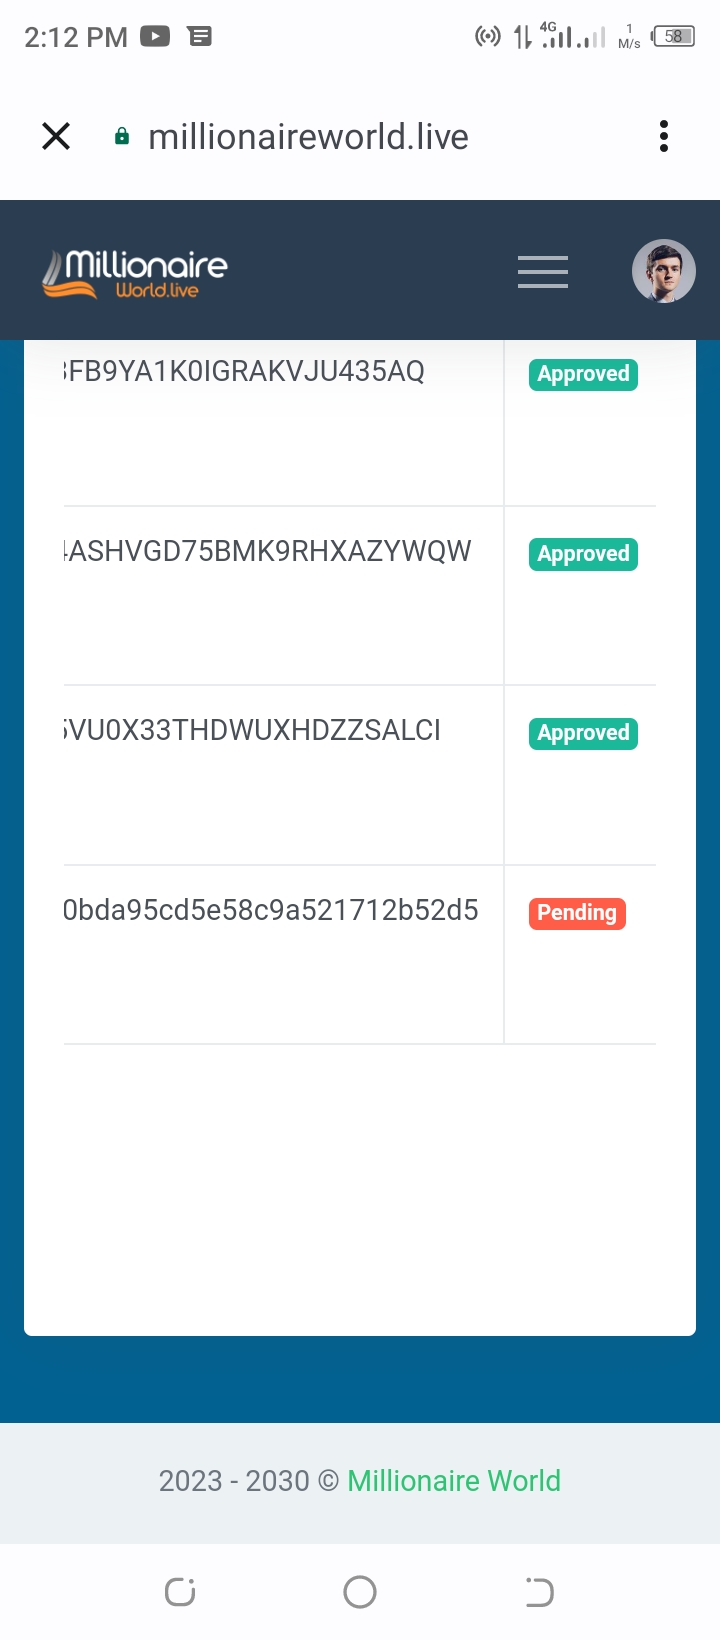 2:12 PM
4G
1
M/s
58
millionaireworld.live
Millionaire
World.live
FB9YA1K0IGRAKVJU435AQ
Approved
ASHVGD75BMK9RHXAZYWQW
Approved
VU0X33THDWUXHDZZSALCI
Approved
0bda95cd5e58c9a521712b52d5
Pending
2023 - 2030 © Millionaire World